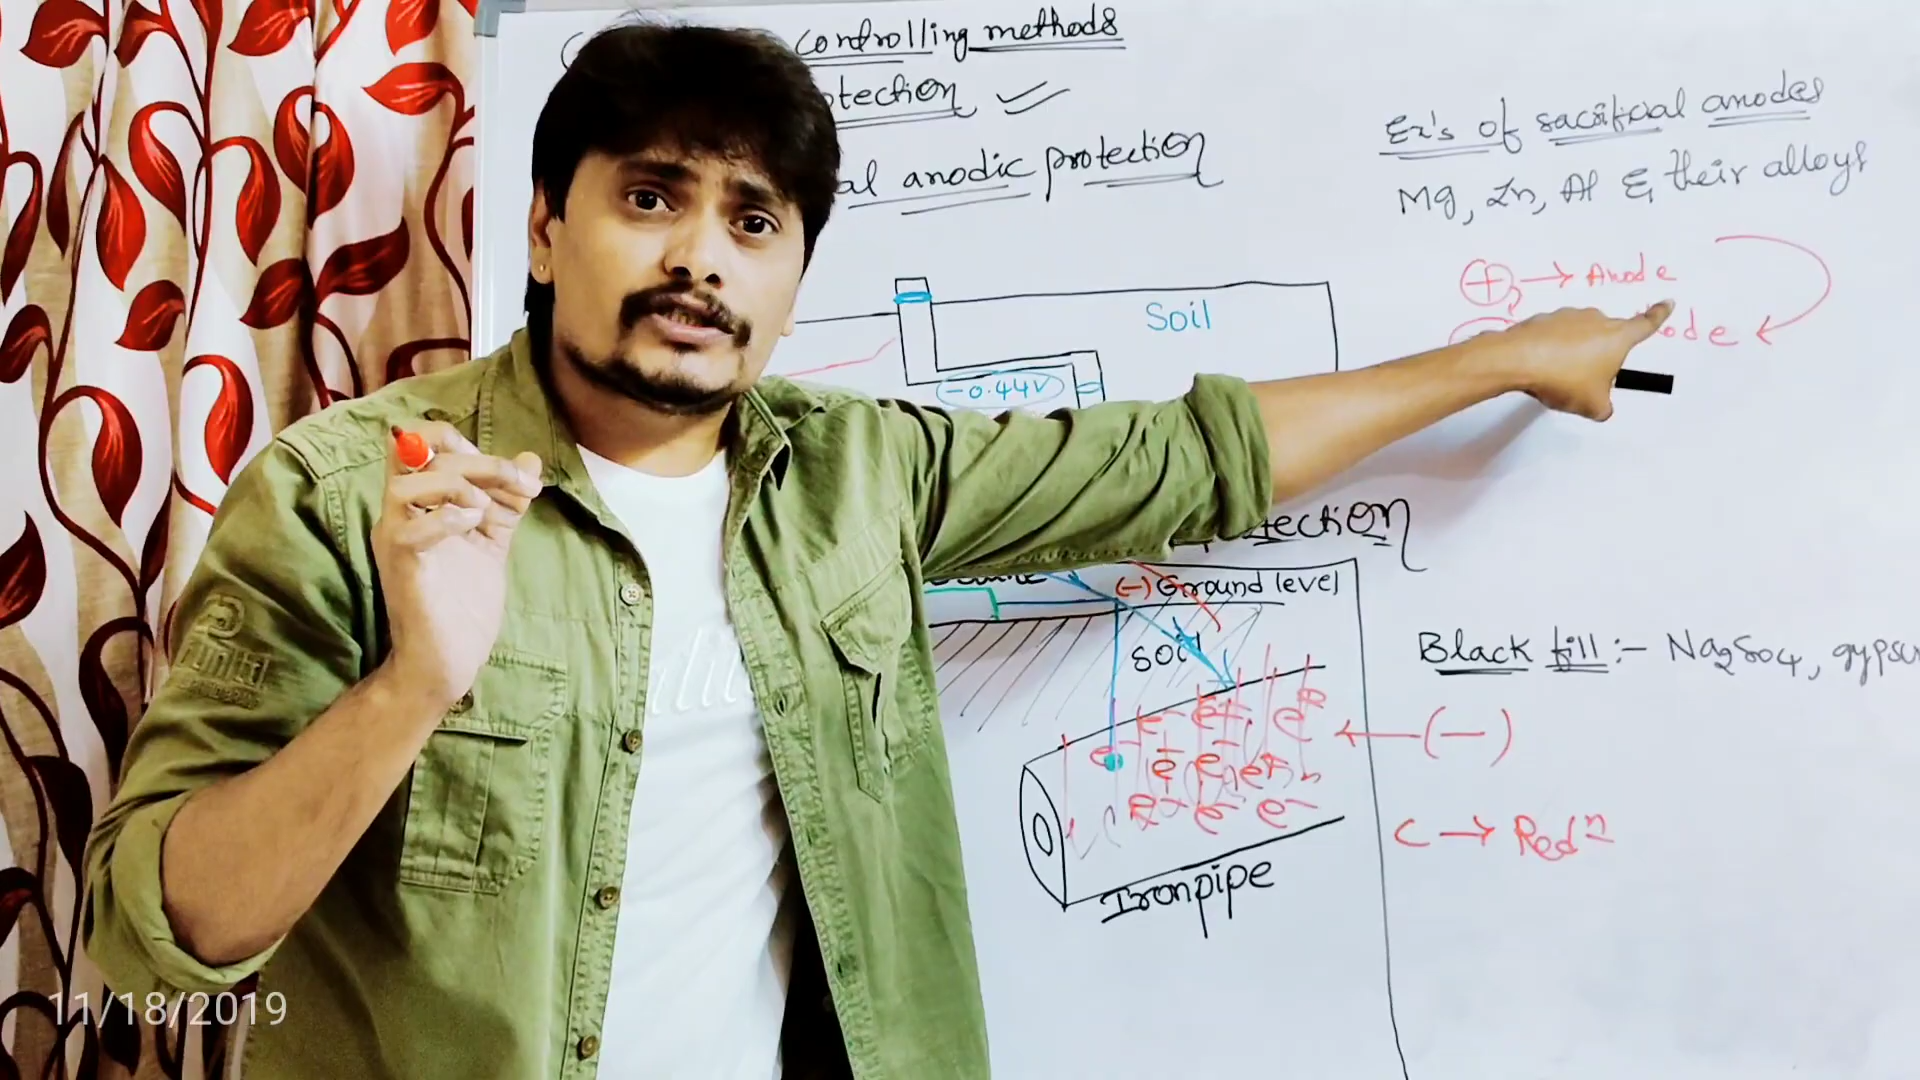 controlling methods
otection
al anodic protection
Ex's of sacrificial anodes
Mg, Zn, Al & their alloys
+ → Anode
ode
Soil
-0.44V
tection
(-) Ground level
soil
Black fill :- Na2SO4, gypsu
e- e- e-
e- e- e- e-
e- e- e-
← (-)
C → Redn
Ironpipe
11/18/2019